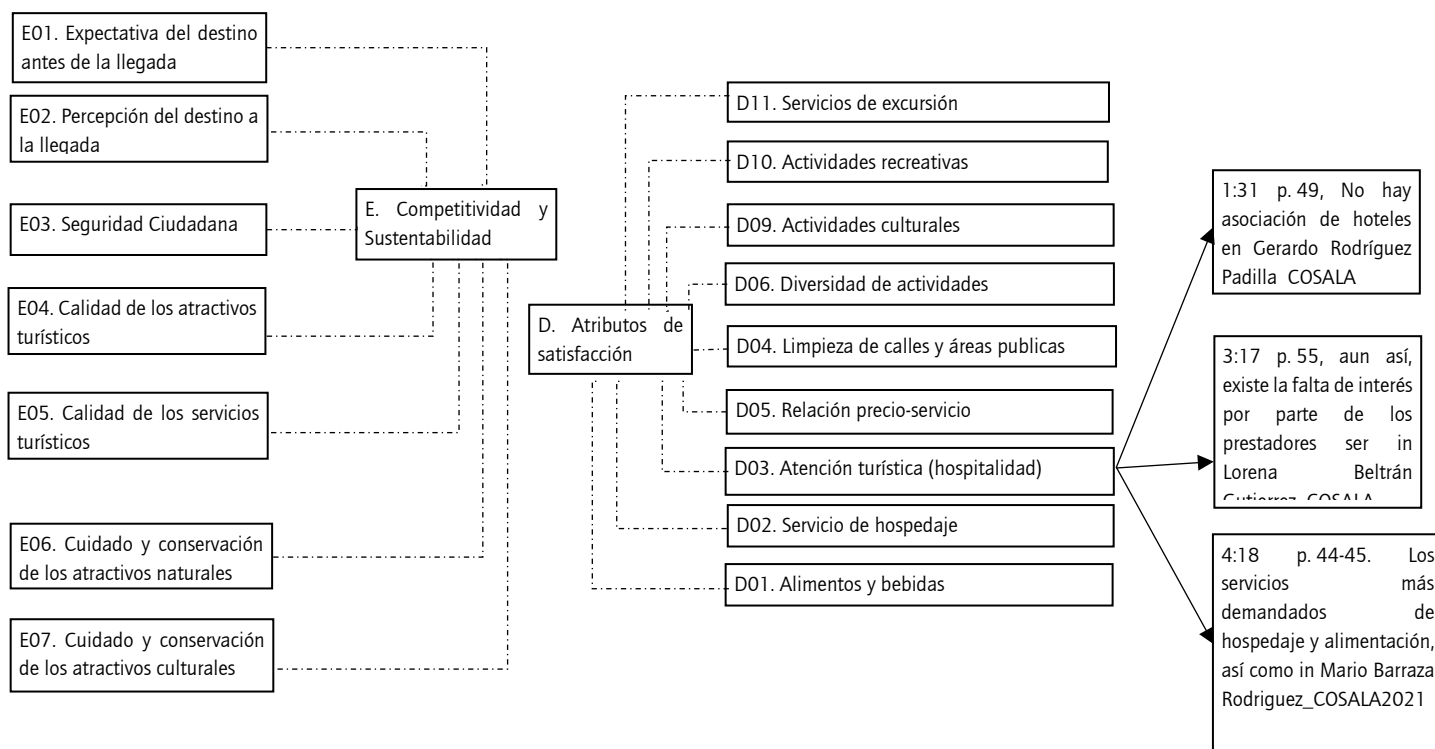 E01. Expectativa del destino
antes de la llegada
E02. Percepción del destino a
la llegada
E03. Seguridad Ciudadana
E04. Calidad de los atractivos
turísticos
E05. Calidad de los servicios
turísticos
E06. Cuidado y conservación
de los atractivos naturales
E07. Cuidado y conservación
de los atractivos culturales
E. Competitividad y
Sustentabilidad
D. Atributos de
satisfacción
D11. Servicios de excursión
D10. Actividades recreativas
D09. Actividades culturales
D06. Diversidad de actividades
D04. Limpieza de calles y áreas publicas
D05. Relación precio-servicio
D03. Atención turística (hospitalidad)
D02. Servicio de hospedaje
D01. Alimentos y bebidas
1:31 p. 49, No hay
asociación de hoteles
en Gerardo Rodríguez
Padilla COSALA
3:17 p. 55, aun así,
existe la falta de interés
por parte de los
prestadores ser in
Lorena Beltrán
Gutierrez COSALA
4:18 p. 44-45. Los
servicios más
demandados de
hospedaje y alimentación,
así como in Mario Barraza
Rodriguez_COSALA2021